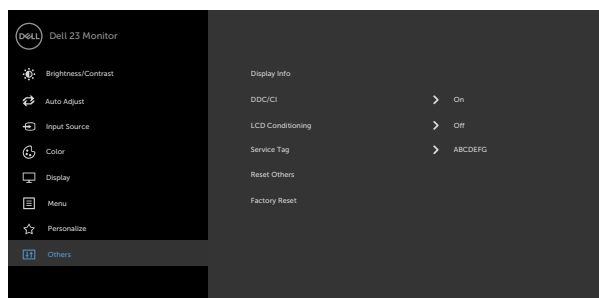 DELL Dell 23 Monitor
Brightness/Contrast Display Info
Auto Adjust DDC/CI On
Input Source LCD Conditioning Off
Color Service Tag ABCDEFG
Display Reset Others
Menu Factory Reset
Personalize
Others